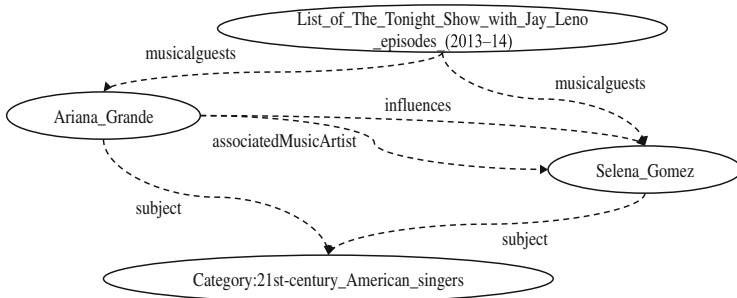 List_of_The_Tonight_Show_with_Jay_Leno
_episodes_(2013–14)
musicalguests
musicalguests
influences
Ariana_Grande
associatedMusicArtist
Selena_Gomez
subject
subject
Category:21st-century_American_singers